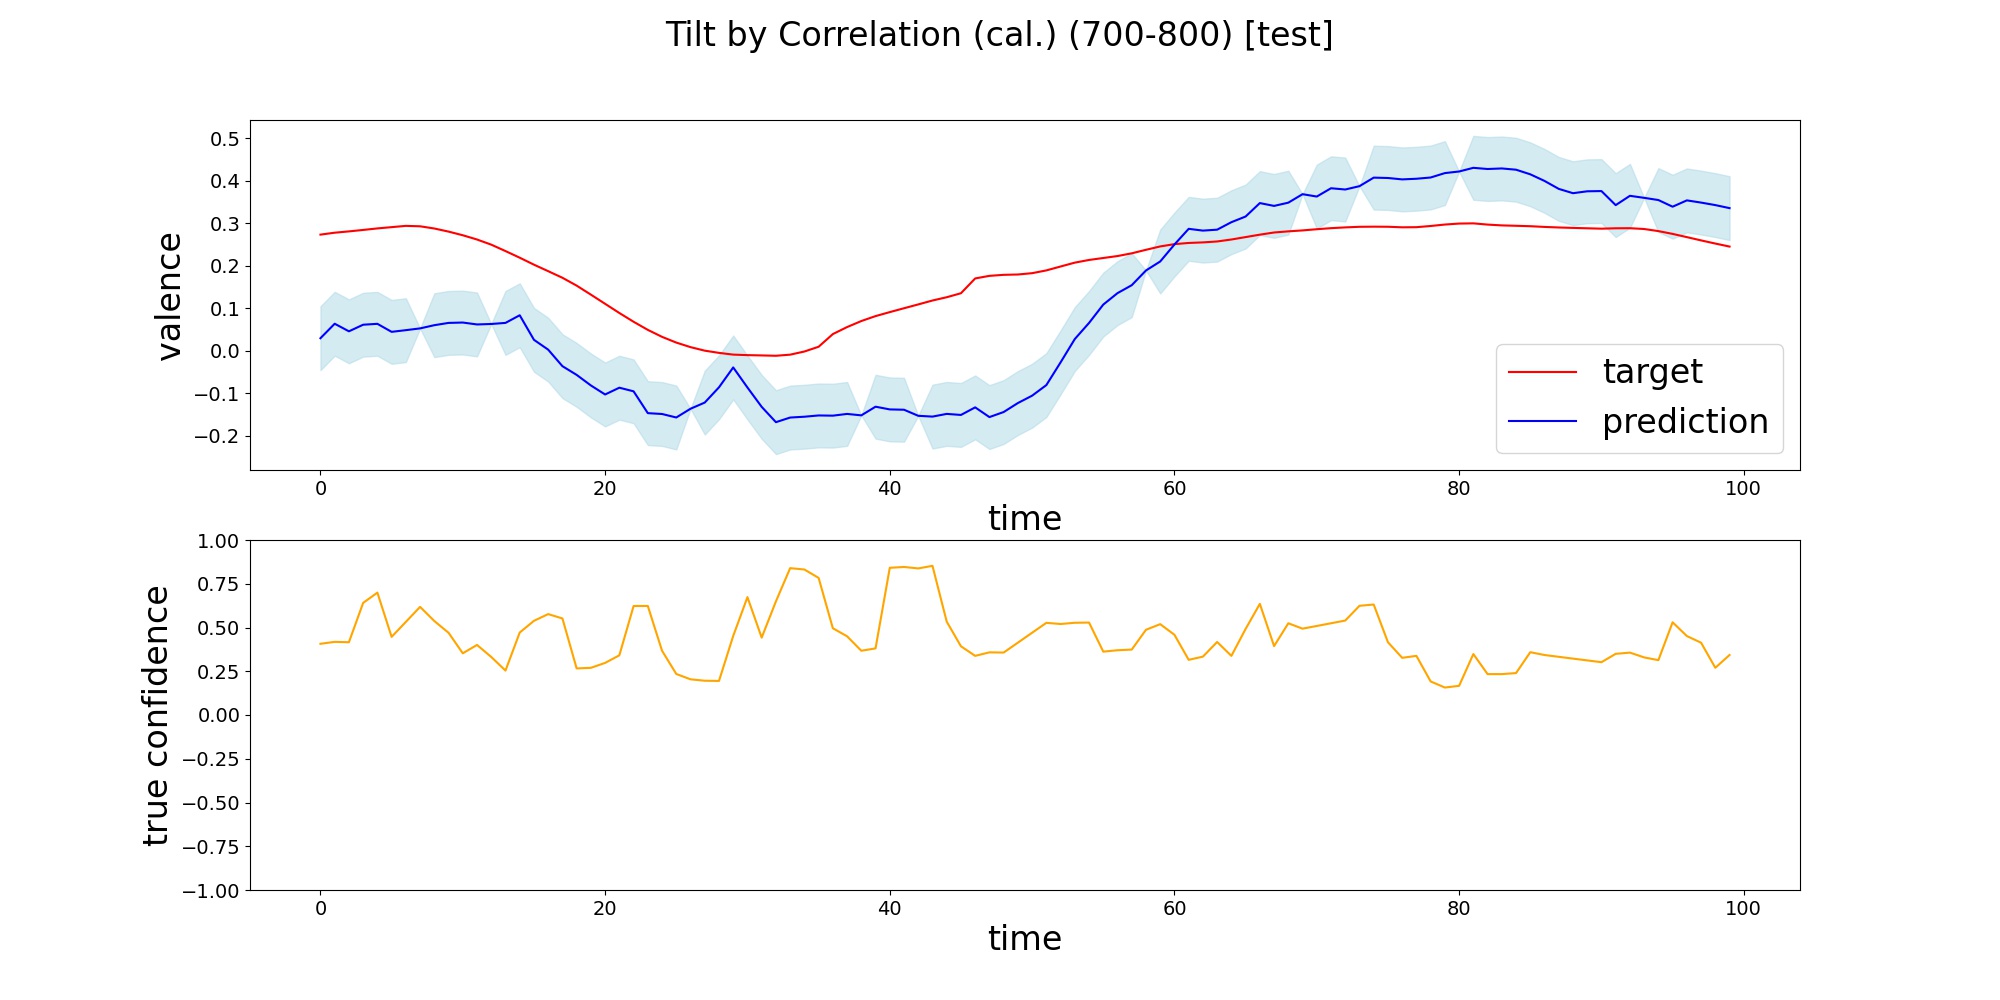 Tilt by Correlation (cal.) (700-800) [test]
0.5
0.4
0.3
0.2
0.1
0.0
−0.1
−0.2
valence
target
prediction
0 20 40 60 80 100
time
1.00
0.75
0.50
0.25
0.00
−0.25
−0.50
−0.75
−1.00
true confidence
0 20 40 60 80 100
time